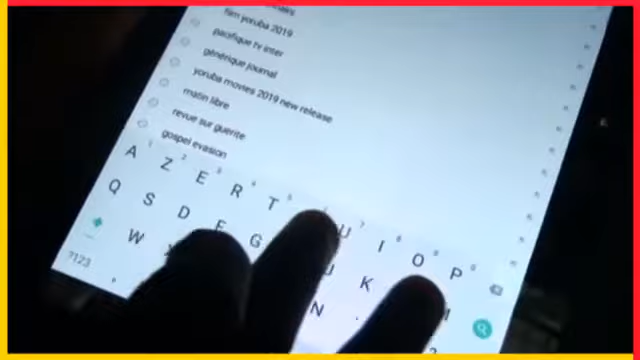 film yoruba 2019
pacifique tv inter
générique journal
yoruba movies 2019 new release
matin libre
revue sur guerite
gospel evasion
A Z E R T U I O P
Q S D F G J K M
W N
?123